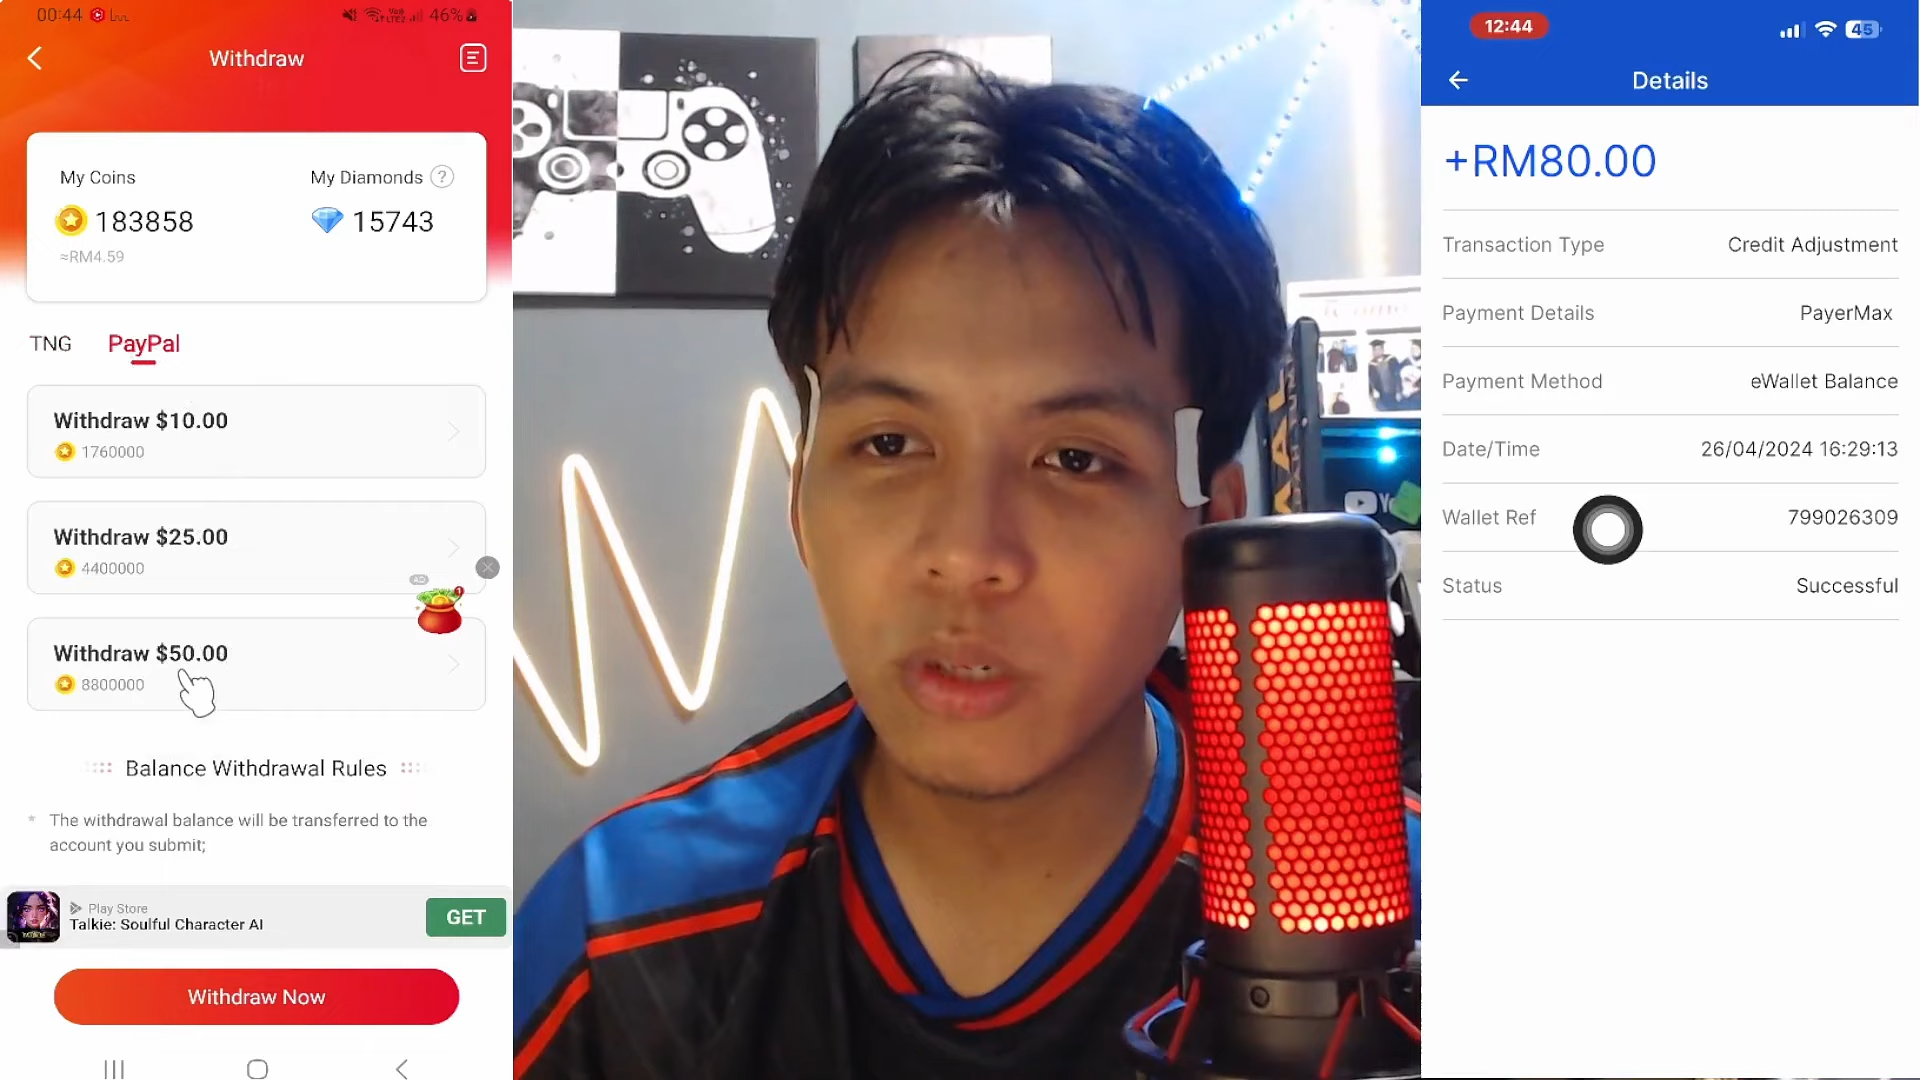 00:44
46%
Withdraw
My Coins
My Diamonds ?
183858
15743
≈RM4.59
TNG
PayPal
Withdraw $10.00
1760000
Withdraw $25.00
4400000
AD
Withdraw $50.00
8800000
Balance Withdrawal Rules
* The withdrawal balance will be transferred to the
account you submit;
Play Store
Talkie: Soulful Character AI
GET
Withdraw Now
12:44
45
Details
+RM80.00
Transaction Type
Credit Adjustment
Payment Details
PayerMax
Payment Method
eWallet Balance
Date/Time
26/04/2024 16:29:13
Wallet Ref
799026309
Status
Successful